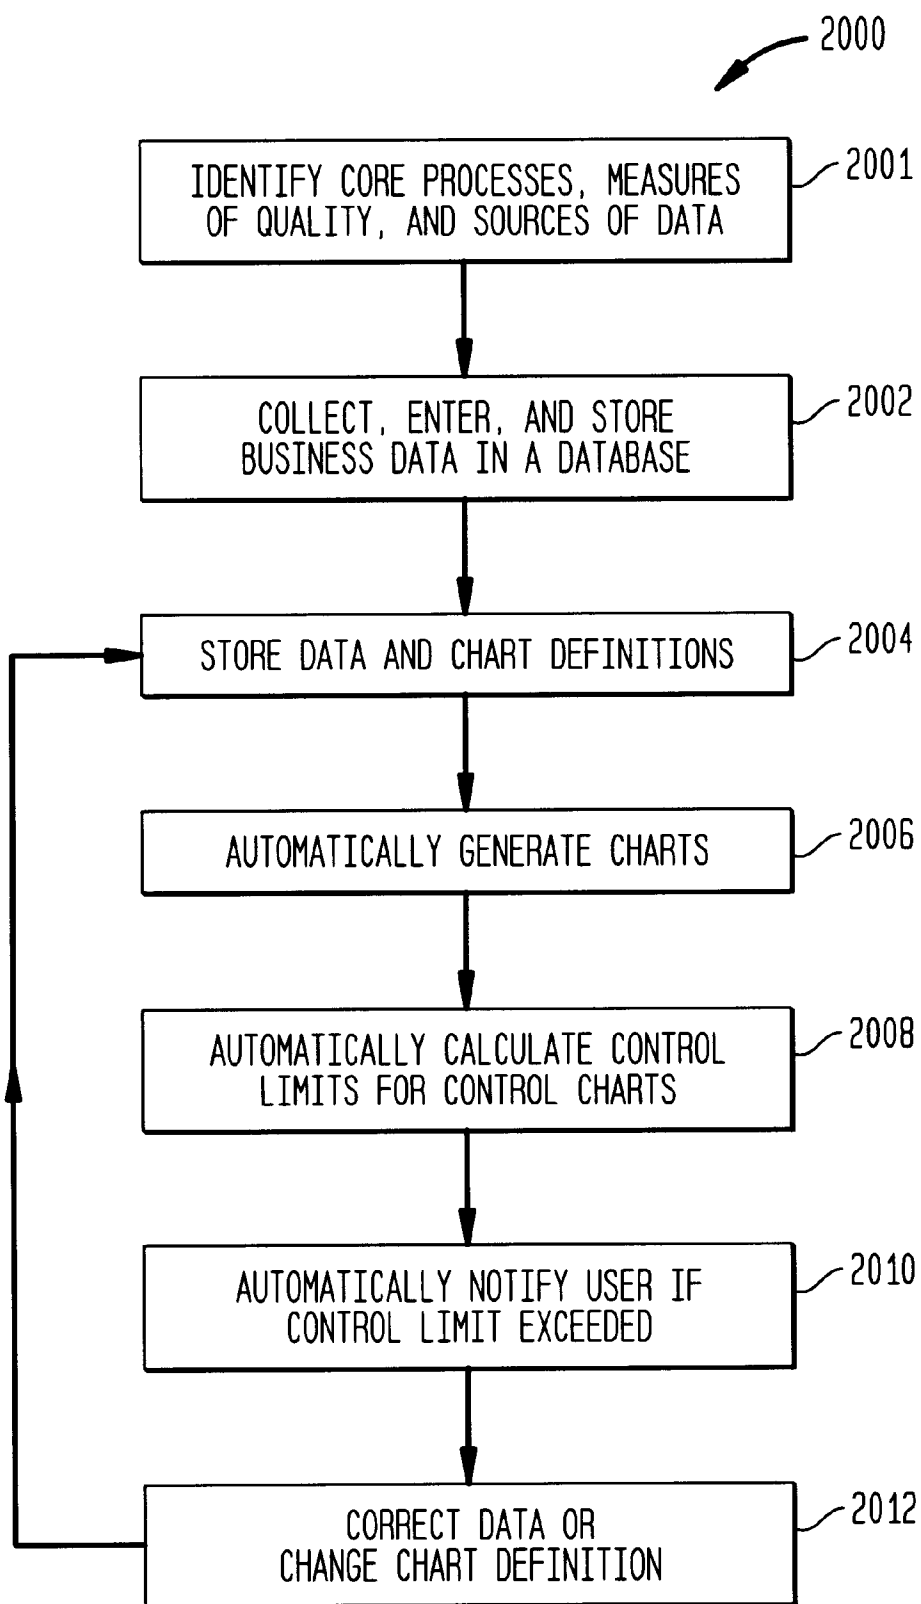 2000
IDENTIFY CORE PROCESSES, MEASURES
OF QUALITY, AND SOURCES OF DATA
2001
COLLECT, ENTER, AND STORE
BUSINESS DATA IN A DATABASE
2002
STORE DATA AND CHART DEFINITIONS
2004
AUTOMATICALLY GENERATE CHARTS
2006
AUTOMATICALLY CALCULATE CONTROL
LIMITS FOR CONTROL CHARTS
2008
AUTOMATICALLY NOTIFY USER IF
CONTROL LIMIT EXCEEDED
2010
CORRECT DATA OR
CHANGE CHART DEFINITION
2012